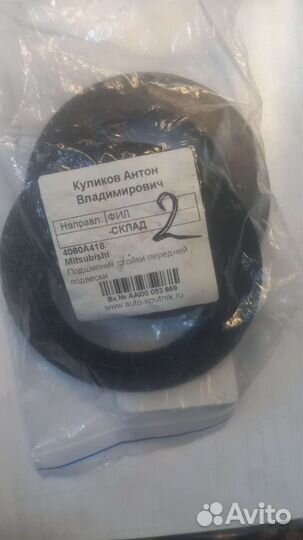 Куликов Антон
Владимирович
Направл: ФИЛ
-СКЛАД
2
4060A418
Mitsubishi
Подшипник стойки передней
подвески
Вх.№ AAI00 053 869
www.auto-sputnik.ru
Avito